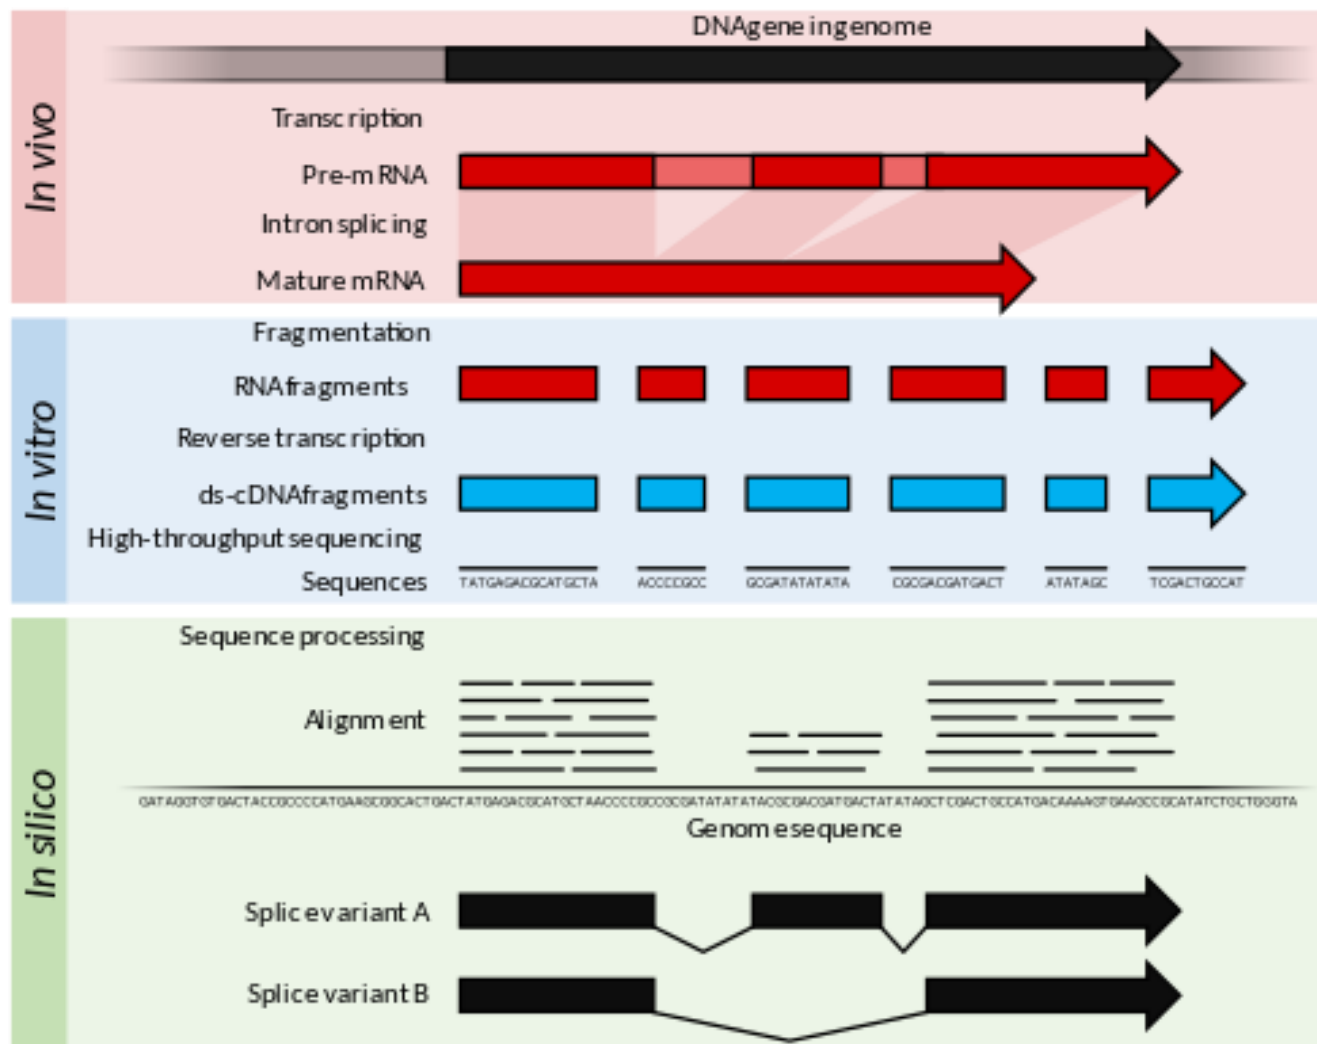 In vivo
DNA gene in genome
Transcription
Pre-mRNA
Intron splicing
Mature mRNA
In vitro
Fragmentation
RNA fragments
Reverse transcription
ds-cDNA fragments
High-throughput sequencing
Sequences
TATGAGACGCATGCTA ACCCCGCC GCGATATATATA CGCGACGATGACT ATATAGC TCGACTGCCAT
In silico
Sequence processing
Alignment
GATAGGTGTGACTACCGCCCCATGAAGCGGCACTGACTATGAGACGCATGCTAACCCCGCCGCGATATATATACGCGACGATGACTATATAGCTCGACTGCCATGACAAAAGTGAAGCCGCATATCTGCTGGGTA
Genome sequence
Splice variant A
Splice variant B